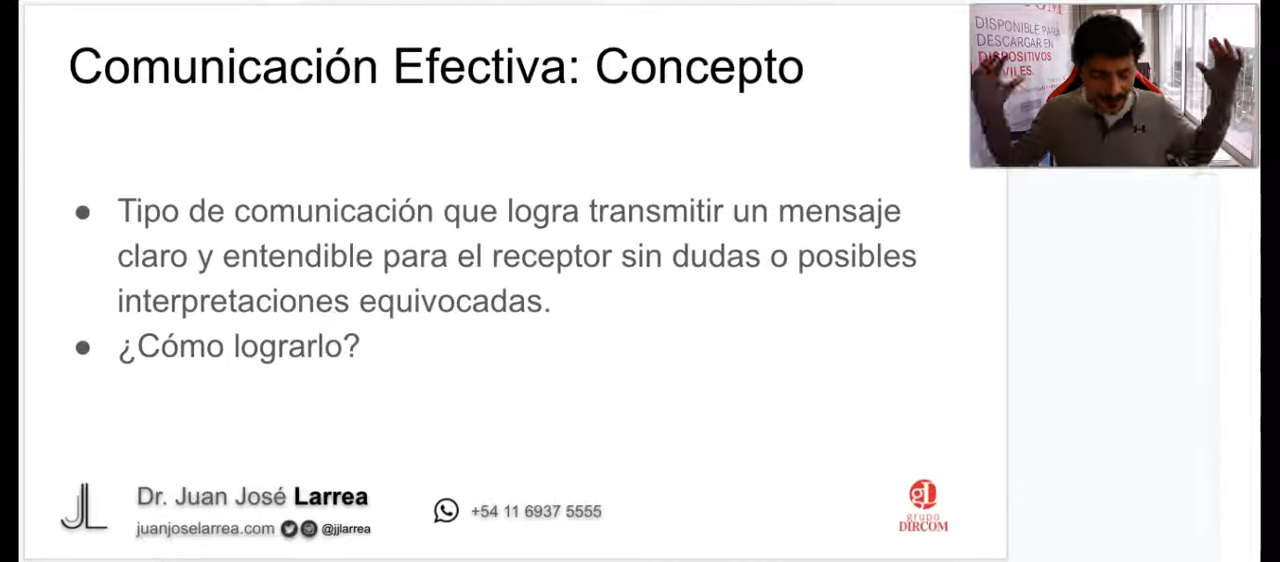 Comunicación Efectiva: Concepto
DISPONIBLE PARA
DESCARGAR EN
DISPOSITIVOS
● Tipo de comunicación que logra transmitir un mensaje
claro y entendible para el receptor sin dudas o posibles
interpretaciones equivocadas.
● ¿Cómo lograrlo?
JL
Dr. Juan José Larrea
juanjoselarrea.com @jjlarrea
+54 11 6937 5555
grupo
DIRCOM